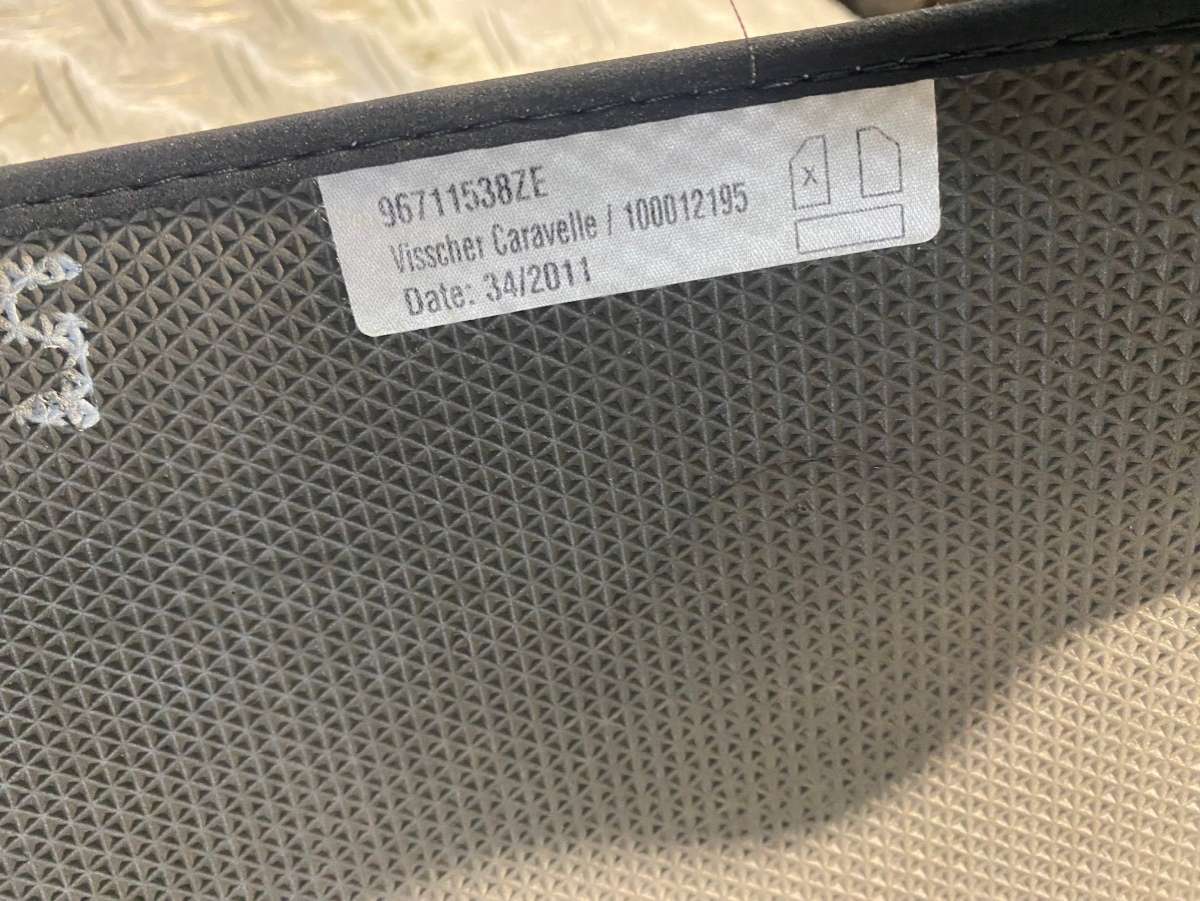 96711538ZE
Visscher Caravelle / 100012195
Date: 34/2011
X